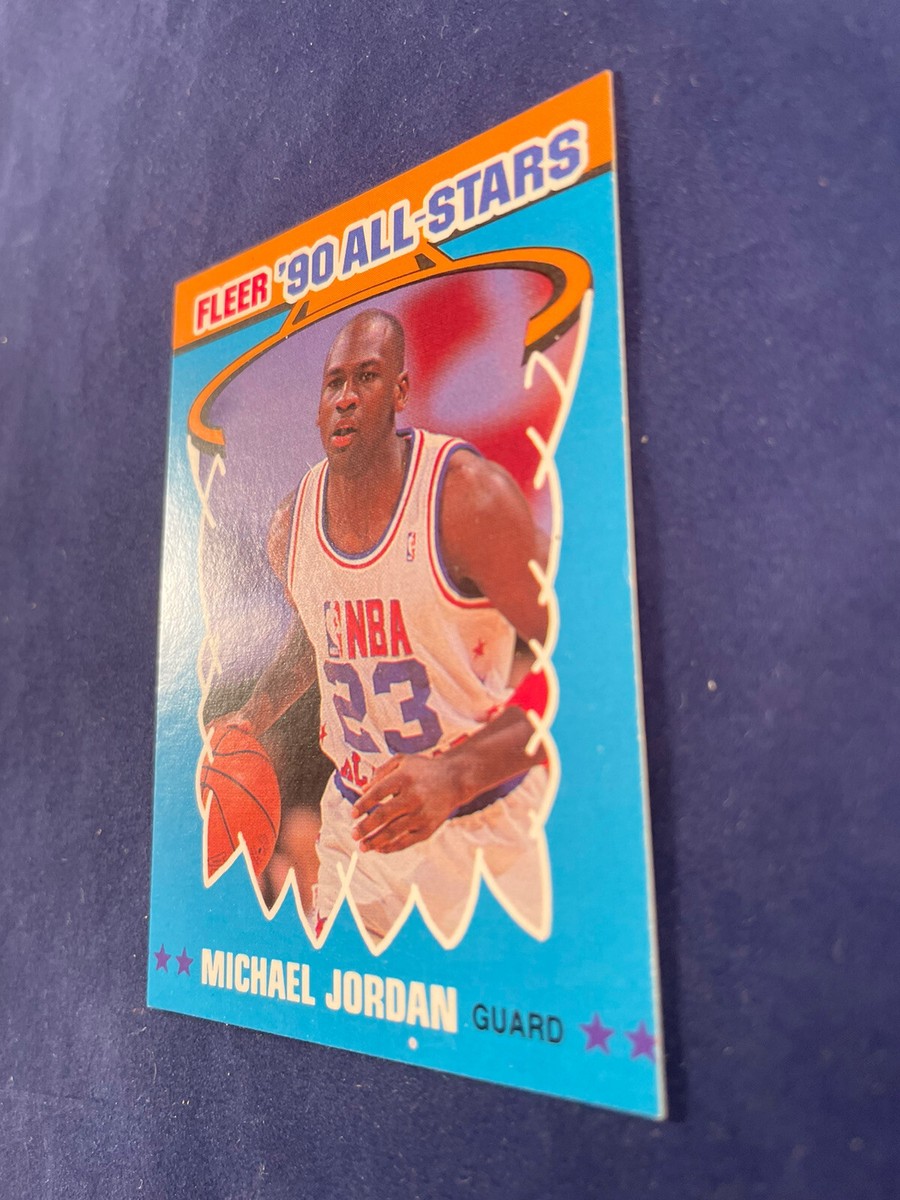 FLEER '90 ALL-STARS
NBA
23
MICHAEL JORDAN GUARD